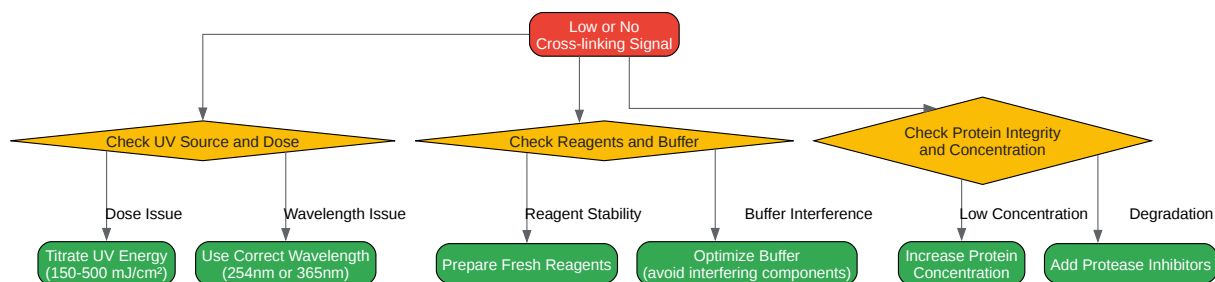 Low or No
Cross-linking Signal
Check UV Source and Dose
Check Reagents and Buffer
Check Protein Integrity
and Concentration
Dose Issue
Wavelength Issue
Reagent Stability
Buffer Interference
Low Concentration
Degradation
Titrate UV Energy
(150-500 mJ/cm²)
Use Correct Wavelength
(254nm or 365nm)
Prepare Fresh Reagents
Optimize Buffer
(avoid interfering components)
Increase Protein
Concentration
Add Protease Inhibitors